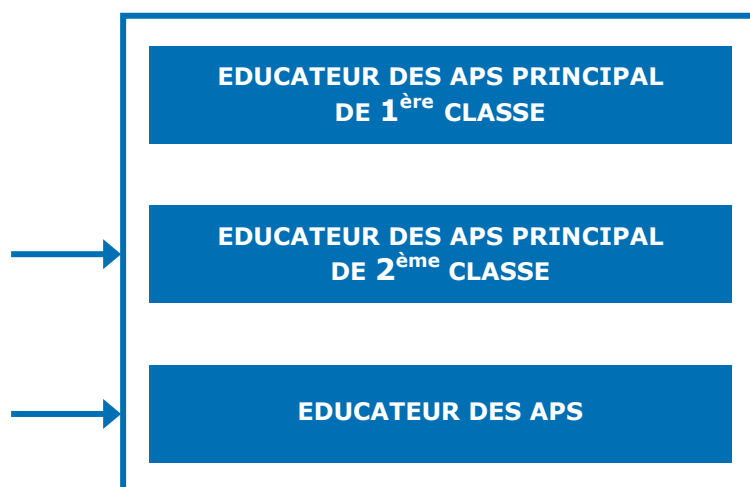 EDUCATEUR DES APS PRINCIPAL
DE 1ère CLASSE
EDUCATEUR DES APS PRINCIPAL
DE 2ème CLASSE
EDUCATEUR DES APS